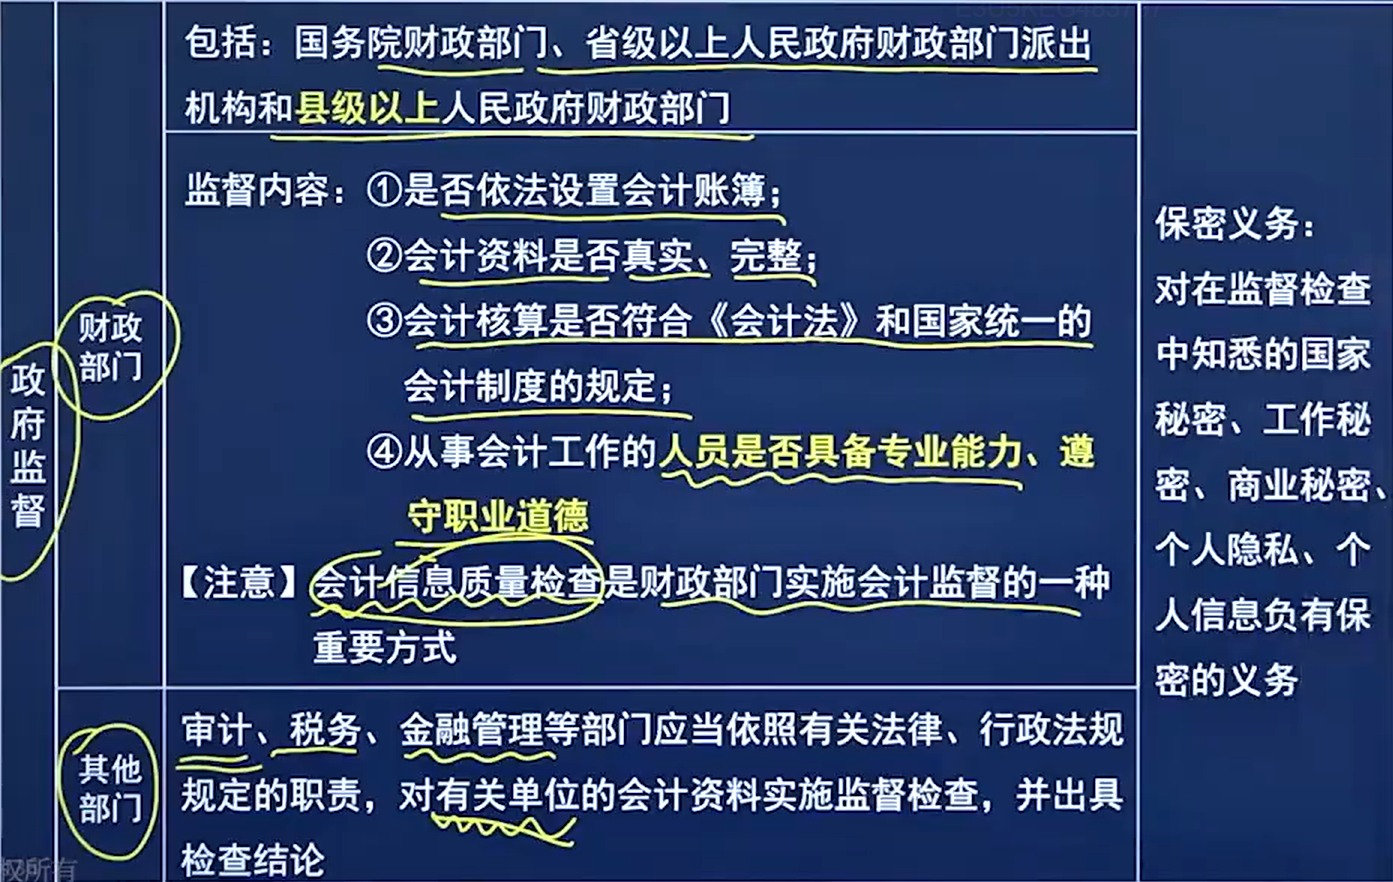 包括：国务院财政部门、省级以上人民政府财政部门派出
机构和县级以上人民政府财政部门
监督内容：①是否依法设置会计账簿；
②会计资料是否真实、完整；
③会计核算是否符合《会计法》和国家统一的
会计制度的规定；
④从事会计工作的人员是否具备专业能力、遵
守职业道德
【注意】会计信息质量检查是财政部门实施会计监督的一种
重要方式
政府监督
财政
部门
其他
部门
审计、税务、金融管理等部门应当依照有关法律、行政法规
规定的职责，对有关单位的会计资料实施监督检查，并出具
检查结论
保密义务：
对在监督检查
中知悉的国家
秘密、工作秘
密、商业秘密、
个人隐私、个
人信息负有保
密的义务
权所有